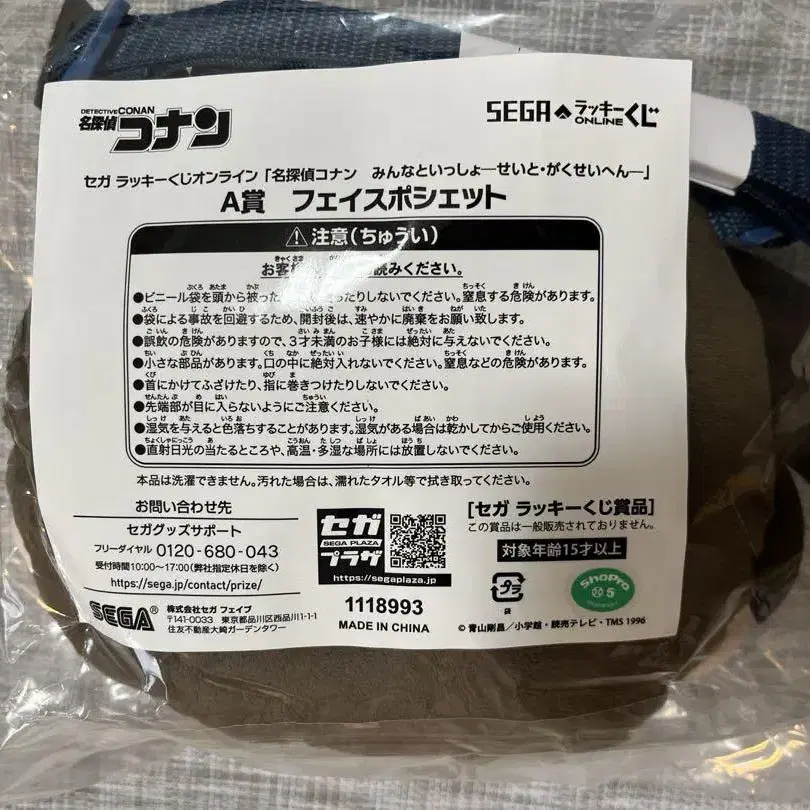 DETECTIVE CONAN
名探偵コナン
SEGA ラッキーくじ ONLINE
セガ ラッキーくじオンライン「名探偵コナン みんなといっしょ―せいと・がくせいへん―」
A賞 フェイスポシェット
注意(ちゅうい)
お客 読みください。
●ビニール袋を頭から被った ったりしないでください。窒息する危険があります。
●袋による事故を回避するため、開封後は、速やかに廃棄をお願い致します。
●誤飲の危険がありますので、3才未満のお子様には絶対に与えないでください。
●小さな部品があります。口の中に絶対入れないでください。窒息などの危険があります。
●首にかけてふざけたり、指に巻きつけたりしないでください。
●先端部が目に入らないようにご注意ください。
●湿気を与えると色落ちすることがあります。湿気がある場合は乾かしてからご使用ください。
●直射日光の当たるところや、高温・多湿な場所には放置しないでください。
本品は洗濯できません。汚れた場合は、濡れたタオル等で拭き取ってください。
お問い合わせ先
セガグッズサポート
フリーダイヤル 0120-680-043
受付時間10:00〜17:00(弊社指定休日を除く)
https://sega.jp/contact/prize/
SEGA® 株式会社セガ フェイブ
〒141-0033 東京都品川区西品川1-1-1
住友不動産大崎ガーデンタワー
セガ
SEGA PLAZA
プラザ
https://segaplaza.jp
1118993
MADE IN CHINA
[セガ ラッキーくじ賞品]
この賞品は一般販売されておりません。
対象年齢15才以上
プラ
袋
ShoPro
5
© 青山剛昌/小学館・読売テレビ・TMS 1996